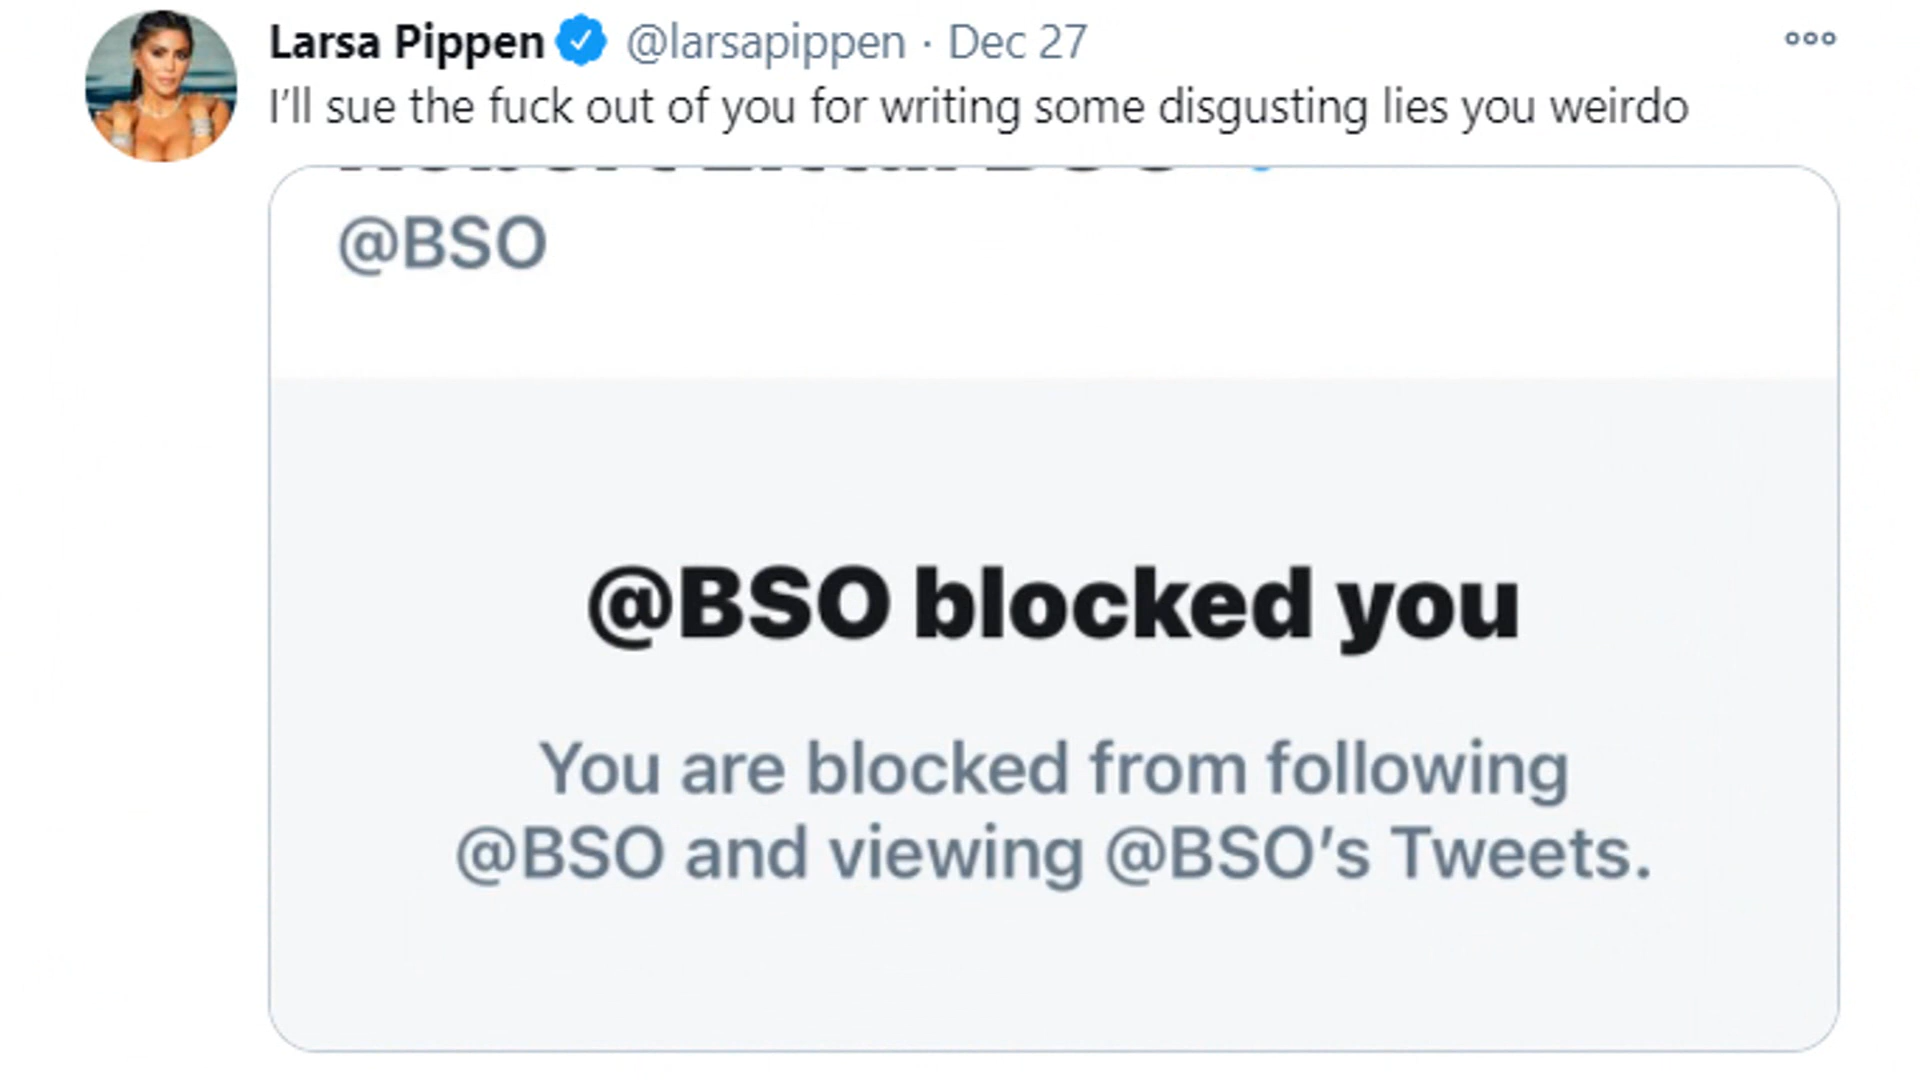 Larsa Pippen @larsapippen · Dec 27
I'll sue the fuck out of you for writing some disgusting lies you weirdo
@BSO
@BSO blocked you
You are blocked from following
@BSO and viewing @BSO's Tweets.